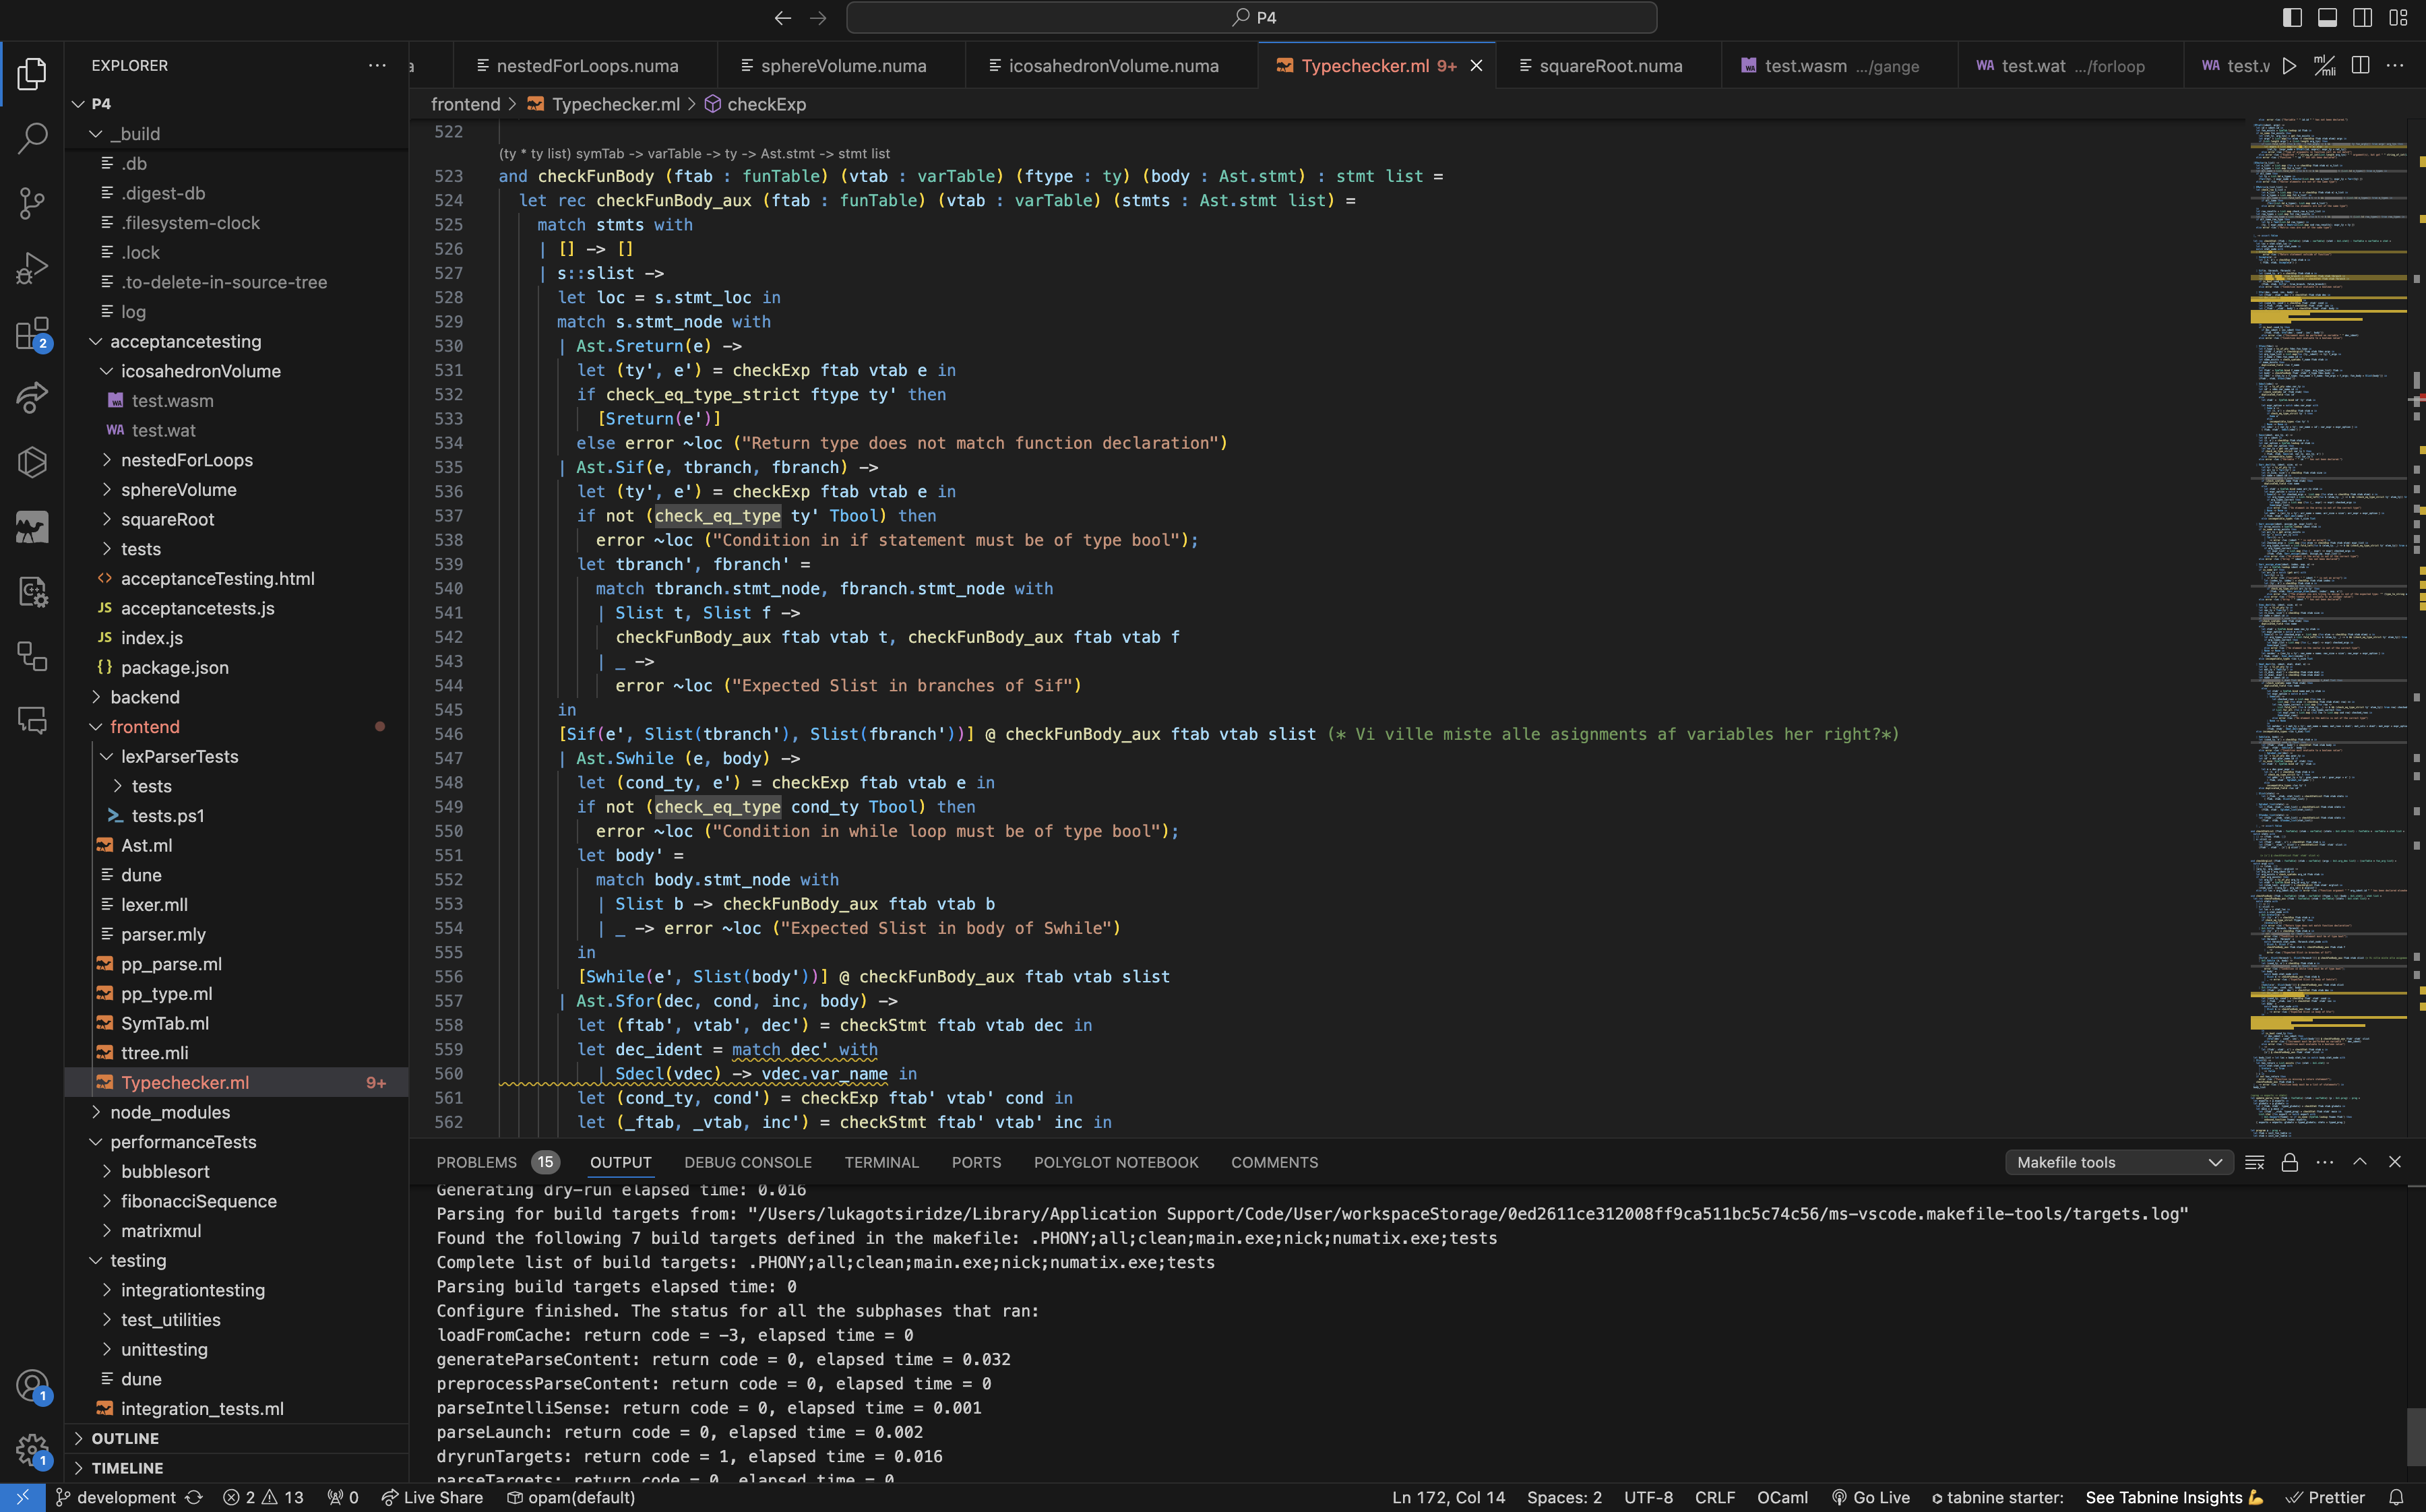 P4
EXPLORER
P4
_build
.db
.digest-db
.filesystem-clock
.lock
.to-delete-in-source-tree
log
acceptancetesting
icosahedronVolume
test.wasm
WA test.wat
nestedForLoops
sphereVolume
squareRoot
tests
acceptanceTesting.html
JS acceptancetests.js
JS index.js
{} package.json
backend
frontend
lexParserTests
tests
tests.ps1
Ast.ml
dune
lexer.mll
parser.mly
pp_parse.ml
pp_type.ml
SymTab.ml
ttree.mli
Typechecker.ml 9+
node_modules
performanceTests
bubblesort
fibonacciSequence
matrixmul
testing
integrationtesting
test_utilities
unittesting
dune
integration_tests.ml
OUTLINE
TIMELINE
nestedForLoops.numa sphereVolume.numa icosahedronVolume.numa Typechecker.ml 9+ squareRoot.numa test.wasm .../gange WA test.wat .../forloop WA
frontend > Typechecker.ml > checkExp
522
(ty * ty list) symTab -> varTable -> ty -> Ast.stmt -> stmt list
523 and checkFunBody (ftab : funTable) (vtab : varTable) (ftype : ty) (body : Ast.stmt) : stmt list =
524 let rec checkFunBody_aux (ftab : funTable) (vtab : varTable) (stmts : Ast.stmt list) =
525 match stmts with
526 | [] -> []
527 | s::slist ->
528 let loc = s.stmt_loc in
529 match s.stmt_node with
530 | Ast.Sreturn(e) ->
531 let (ty', e') = checkExp ftab vtab e in
532 if check_eq_type_strict ftype ty' then
533 [Sreturn(e')]
534 else error ~loc ("Return type does not match function declaration")
535 | Ast.Sif(e, tbranch, fbranch) ->
536 let (ty', e') = checkExp ftab vtab e in
537 if not (check_eq_type ty' Tbool) then
538 error ~loc ("Condition in if statement must be of type bool");
539 let tbranch', fbranch' =
540 match tbranch.stmt_node, fbranch.stmt_node with
541 | Slist t, Slist f ->
542 checkFunBody_aux ftab vtab t, checkFunBody_aux ftab vtab f
543 | _ ->
544 error ~loc ("Expected Slist in branches of Sif")
545 in
546 [Sif(e', Slist(tbranch'), Slist(fbranch'))] @ checkFunBody_aux ftab vtab slist (* Vi ville miste alle asignments af variables her right?*)
547 | Ast.Swhile (e, body) ->
548 let (cond_ty, e') = checkExp ftab vtab e in
549 if not (check_eq_type cond_ty Tbool) then
550 error ~loc ("Condition in while loop must be of type bool");
551 let body' =
552 match body.stmt_node with
553 | Slist b -> checkFunBody_aux ftab vtab b
554 | _ -> error ~loc ("Expected Slist in body of Swhile")
555 in
556 [Swhile(e', Slist(body'))] @ checkFunBody_aux ftab vtab slist
557 | Ast.Sfor(dec, cond, inc, body) ->
558 let (ftab', vtab', dec') = checkStmt ftab vtab dec in
559 let dec_ident = match dec' with
560 | Sdecl(vdec) -> vdec.var_name in
561 let (cond_ty, cond') = checkExp ftab' vtab' cond in
562 let (_ftab, _vtab, inc') = checkStmt ftab' vtab' inc in
PROBLEMS 15 OUTPUT DEBUG CONSOLE TERMINAL PORTS POLYGLOT NOTEBOOK COMMENTS Makefile tools
Generating dry-run elapsed time: 0.016
Parsing for build targets from: "/Users/lukagotsiridze/Library/Application Support/Code/User/workspaceStorage/0ed2611ce312008ff9ca511bc5c74c56/ms-vscode.makefile-tools/targets.log"
Found the following 7 build targets defined in the makefile: .PHONY;all;clean;main.exe;nick;numatix.exe;tests
Complete list of build targets: .PHONY;all;clean;main.exe;nick;numatix.exe;tests
Parsing build targets elapsed time: 0
Configure finished. The status for all the subphases that ran:
loadFromCache: return code = -3, elapsed time = 0
generateParseContent: return code = 0, elapsed time = 0.032
preprocessParseContent: return code = 0, elapsed time = 0
parseIntelliSense: return code = 0, elapsed time = 0.001
parseLaunch: return code = 0, elapsed time = 0.002
dryrunTargets: return code = 1, elapsed time = 0.016
parseTargets: return code = 0, elapsed time = 0
development 2 13 0 Live Share opam(default) Ln 172, Col 14 Spaces: 2 UTF-8 CRLF OCaml Go Live tabnine starter: See Tabnine Insights Prettier